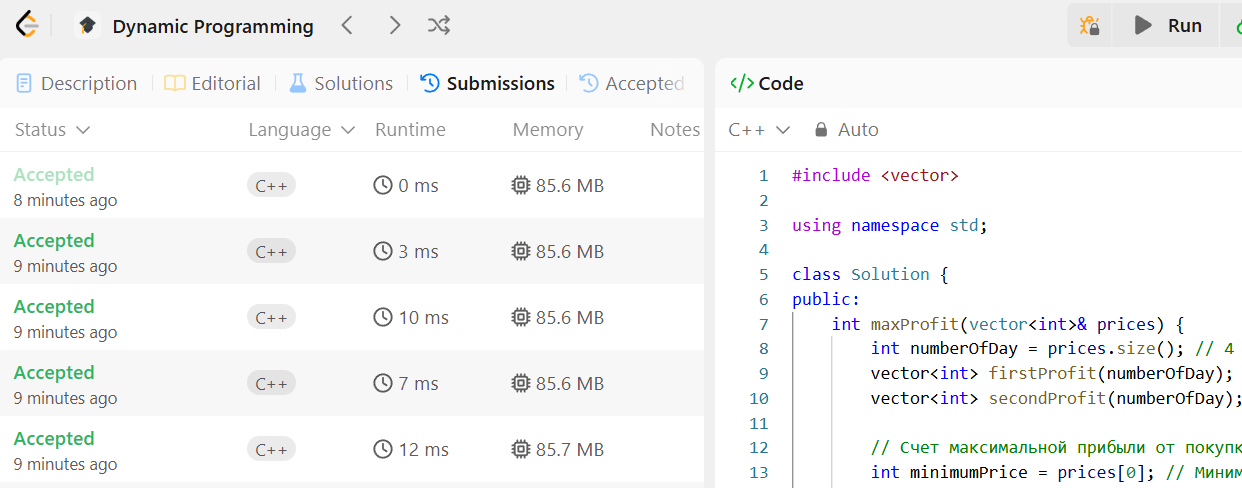 Dynamic Programming
Run
Description Editorial Solutions Submissions Accepted
Status Language Runtime Memory Notes
Accepted
8 minutes ago
C++ 0 ms 85.6 MB
Accepted
9 minutes ago
C++ 3 ms 85.6 MB
Accepted
9 minutes ago
C++ 10 ms 85.6 MB
Accepted
9 minutes ago
C++ 7 ms 85.6 MB
Accepted
9 minutes ago
C++ 12 ms 85.7 MB
</> Code
C++ Auto
1 #include <vector>
2
3 using namespace std;
4
5 class Solution {
6 public:
7 int maxProfit(vector<int>& prices) {
8 int numberOfDay = prices.size(); // 4
9 vector<int> firstProfit(numberOfDay);
10 vector<int> secondProfit(numberOfDay);
11
12 // Счет максимальной прибыли от покупк
13 int minimumPrice = prices[0]; // Миним